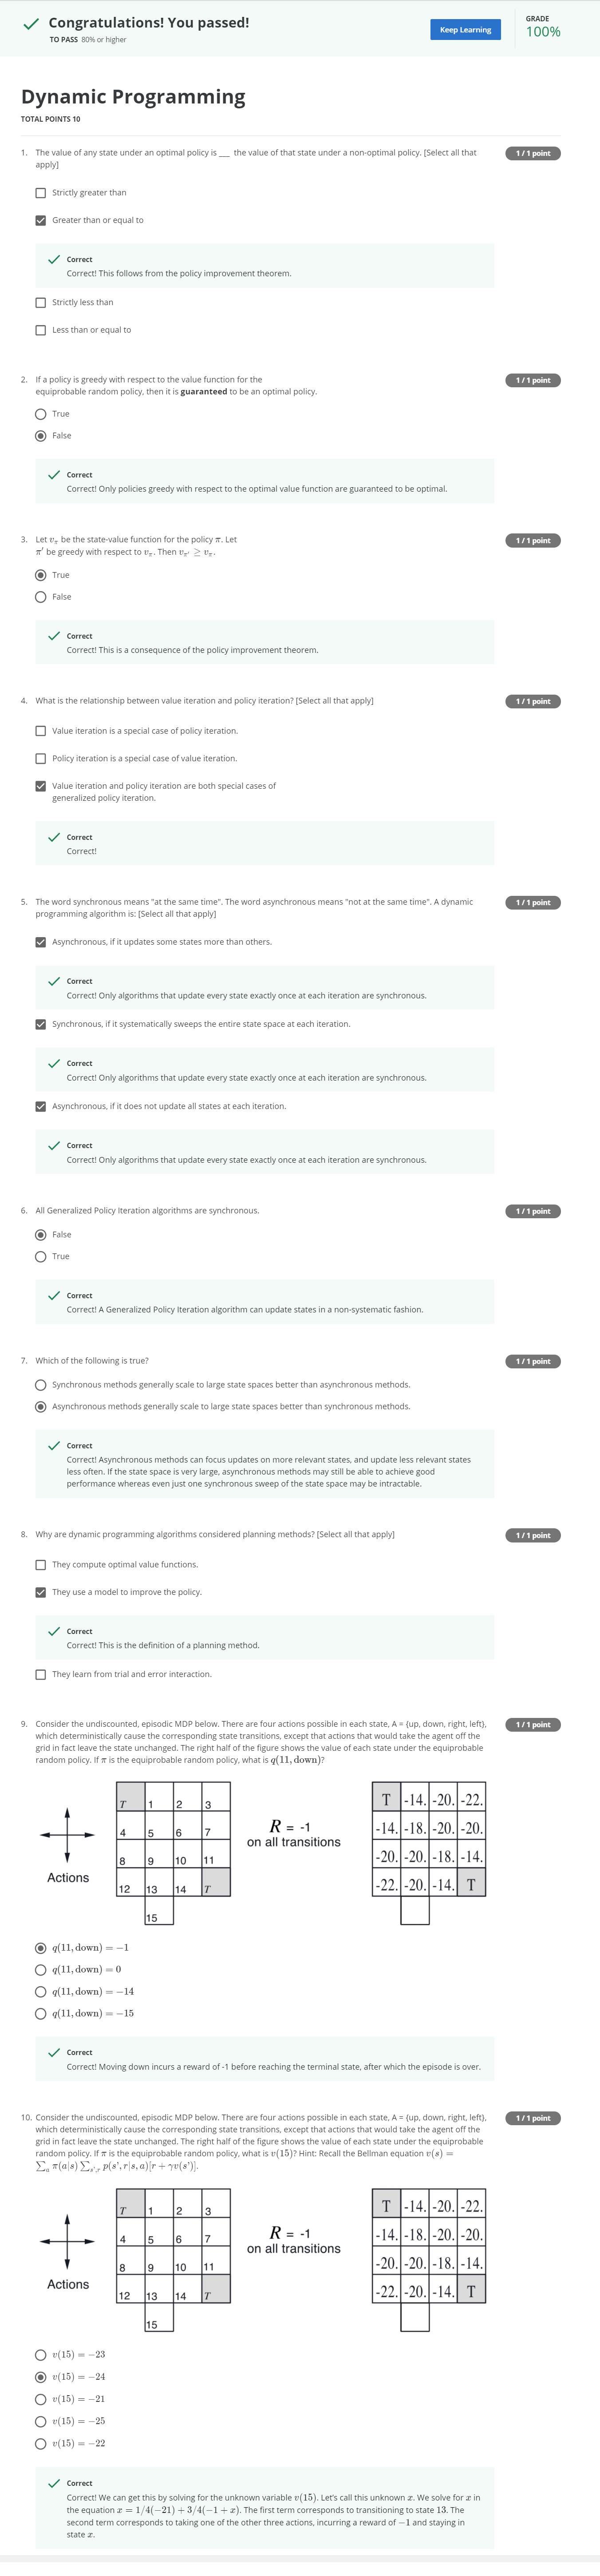 Congratulations! You passed!
TO PASS 80% or higher
Keep Learning
GRADE
100%
Dynamic Programming
TOTAL POINTS 10
1. The value of any state under an optimal policy is ___ the value of that state under a non-optimal policy. [Select all that
apply]
1 / 1 point
Strictly greater than
Greater than or equal to
Correct
Correct! This follows from the policy improvement theorem.
Strictly less than
Less than or equal to
2. If a policy is greedy with respect to the value function for the
equiprobable random policy, then it is guaranteed to be an optimal policy.
1 / 1 point
True
False
Correct
Correct! Only policies greedy with respect to the optimal value function are guaranteed to be optimal.
3. Let vπ be the state-value function for the policy π. Let
π′ be greedy with respect to vπ. Then vπ′ ≥ vπ.
1 / 1 point
True
False
Correct
Correct! This is a consequence of the policy improvement theorem.
4. What is the relationship between value iteration and policy iteration? [Select all that apply]
1 / 1 point
Value iteration is a special case of policy iteration.
Policy iteration is a special case of value iteration.
Value iteration and policy iteration are both special cases of
generalized policy iteration.
Correct
Correct!
5. The word synchronous means "at the same time". The word asynchronous means "not at the same time". A dynamic
programming algorithm is: [Select all that apply]
1 / 1 point
Asynchronous, if it updates some states more than others.
Correct
Correct! Only algorithms that update every state exactly once at each iteration are synchronous.
Synchronous, if it systematically sweeps the entire state space at each iteration.
Correct
Correct! Only algorithms that update every state exactly once at each iteration are synchronous.
Asynchronous, if it does not update all states at each iteration.
Correct
Correct! Only algorithms that update every state exactly once at each iteration are synchronous.
6. All Generalized Policy Iteration algorithms are synchronous.
1 / 1 point
False
True
Correct
Correct! A Generalized Policy Iteration algorithm can update states in a non-systematic fashion.
7. Which of the following is true?
1 / 1 point
Synchronous methods generally scale to large state spaces better than asynchronous methods.
Asynchronous methods generally scale to large state spaces better than synchronous methods.
Correct
Correct! Asynchronous methods can focus updates on more relevant states, and update less relevant states
less often. If the state space is very large, asynchronous methods may still be able to achieve good
performance whereas even just one synchronous sweep of the state space may be intractable.
8. Why are dynamic programming algorithms considered planning methods? [Select all that apply]
1 / 1 point
They compute optimal value functions.
They use a model to improve the policy.
Correct
Correct! This is the definition of a planning method.
They learn from trial and error interaction.
9. Consider the undiscounted, episodic MDP below. There are four actions possible in each state, A = {up, down, right, left},
which deterministically cause the corresponding state transitions, except that actions that would take the agent off the
grid in fact leave the state unchanged. The right half of the figure shows the value of each state under the equiprobable
random policy. If π is the equiprobable random policy, what is q(11, down)?
1 / 1 point
T 1 2 3
4 5 6 7
8 9 10 11
12 13 14 T
15
Actions
R = -1
on all transitions
T -14. -20. -22.
-14. -18. -20. -20.
-20. -20. -18. -14.
-22. -20. -14. T
q(11, down) = −1
q(11, down) = 0
q(11, down) = −14
q(11, down) = −15
Correct
Correct! Moving down incurs a reward of -1 before reaching the terminal state, after which the episode is over.
10. Consider the undiscounted, episodic MDP below. There are four actions possible in each state, A = {up, down, right, left},
which deterministically cause the corresponding state transitions, except that actions that would take the agent off the
grid in fact leave the state unchanged. The right half of the figure shows the value of each state under the equiprobable
random policy. If π is the equiprobable random policy, what is v(15)? Hint: Recall the Bellman equation v(s) =
∑a π(a|s) ∑s',r p(s', r|s, a)[r + γv(s')].
1 / 1 point
T 1 2 3
4 5 6 7
8 9 10 11
12 13 14 T
15
Actions
R = -1
on all transitions
T -14. -20. -22.
-14. -18. -20. -20.
-20. -20. -18. -14.
-22. -20. -14. T
v(15) = −23
v(15) = −24
v(15) = −21
v(15) = −25
v(15) = −22
Correct
Correct! We can get this by solving for the unknown variable v(15). Let's call this unknown x. We solve for x in
the equation x = 1/4(−21) + 3/4(−1 + x). The first term corresponds to transitioning to state 13. The
second term corresponds to taking one of the other three actions, incurring a reward of −1 and staying in
state x.